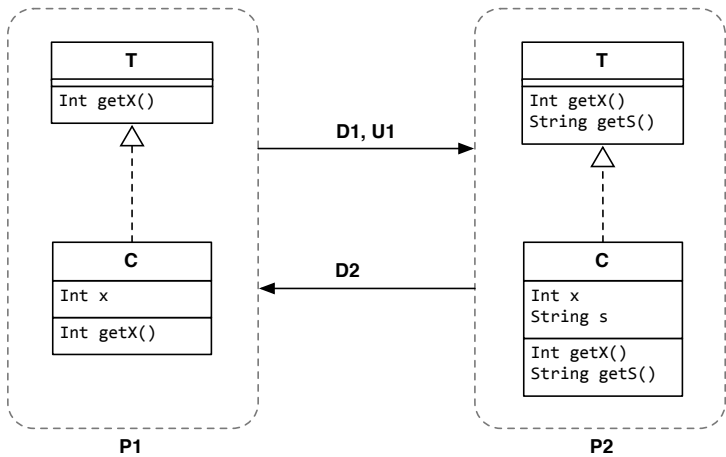 T
Int getX()
C
Int x
Int getX()
P1
D1, U1
D2
T
Int getX()
String getS()
C
Int x
String s
Int getX()
String getS()
P2